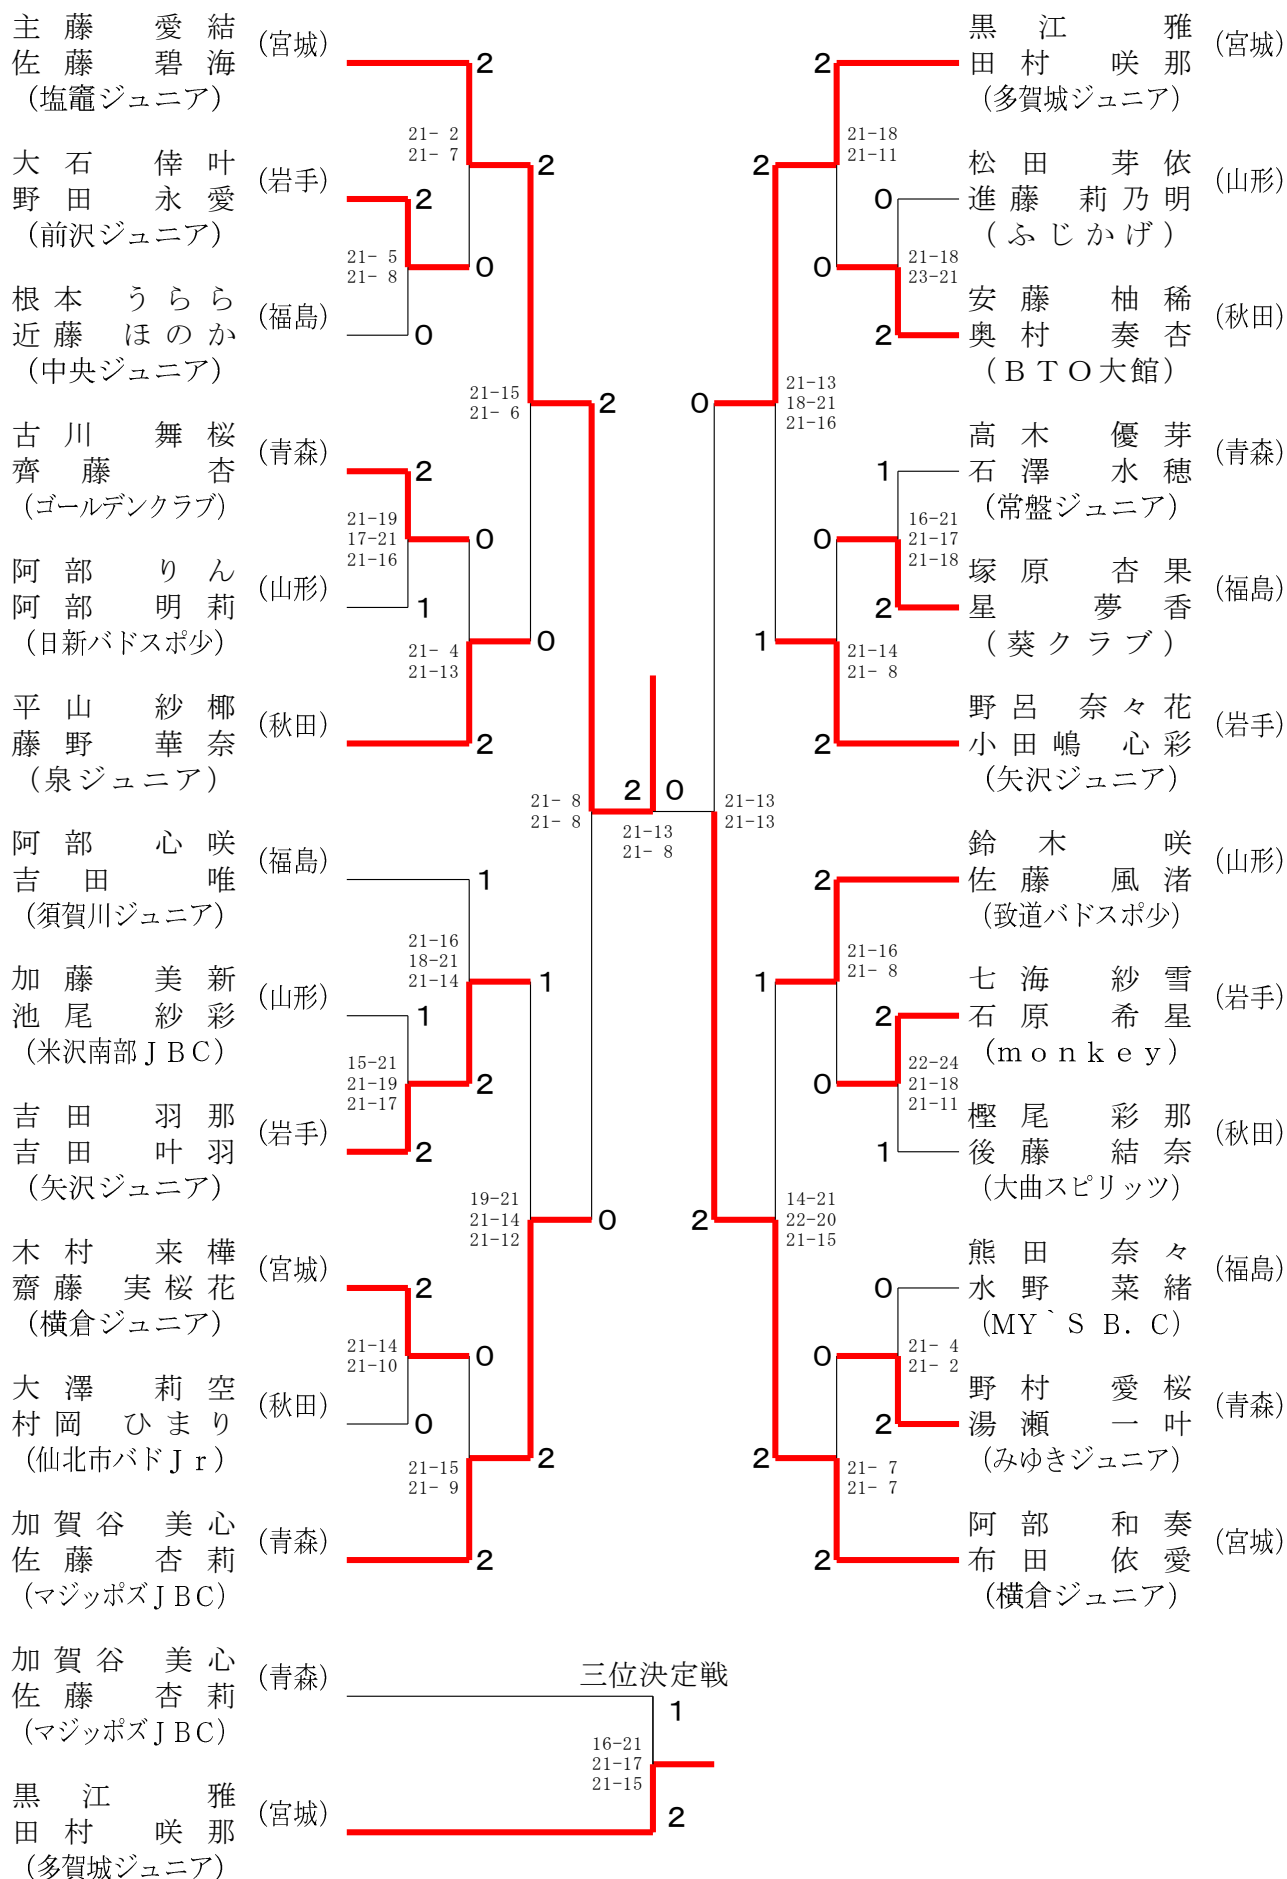 主藤 愛結
佐藤 碧海
(塩竈ジュニア)
(宮城)
2
21- 2
21- 7
2
大石 倖叶
野田 永愛
(前沢ジュニア)
(岩手)
2
21- 5
21- 8
0
根本 うらら
近藤 ほのか
(中央ジュニア)
(福島)
0
21-15
21- 6
2
古川 舞桜
齊藤 杏
(ゴールデンクラブ)
(青森)
2
21-19
17-21
21-16
0
阿部 りん
阿部 明莉
(日新バドスポ少)
(山形)
1
21- 4
21-13
0
平山 紗椰
藤野 華奈
(泉ジュニア)
(秋田)
2
21- 8
21- 8
2
0
21-13
21- 8
阿部 心咲
吉田 唯
(須賀川ジュニア)
(福島)
1
21-16
18-21
21-14
1
加藤 美新
池尾 紗彩
(米沢南部ＪＢＣ)
(山形)
1
15-21
21-19
21-17
2
吉田 羽那
吉田 叶羽
(矢沢ジュニア)
(岩手)
2
19-21
21-14
21-12
0
木村 来樺
齋藤 実桜花
(横倉ジュニア)
(宮城)
2
21-14
21-10
0
大澤 莉空
村岡 ひまり
(仙北市バドＪｒ)
(秋田)
0
21-15
21- 9
2
加賀谷 美心
佐藤 杏莉
(マジッポズＪＢＣ)
(青森)
2
黒江 雅
田村 咲那
(多賀城ジュニア)
(宮城)
2
21-18
21-11
2
松田 芽依
進藤 莉乃明
(ふじかげ)
(山形)
0
21-18
23-21
0
安藤 柚稀
奥村 奏杏
(ＢＴＯ大館)
(秋田)
2
21-13
18-21
21-16
0
高木 優芽
石澤 水穂
(常盤ジュニア)
(青森)
1
16-21
21-17
21-18
0
塚原 杏果
星 夢香
(葵クラブ)
(福島)
2
21-14
21- 8
1
野呂 奈々花
小田嶋 心彩
(矢沢ジュニア)
(岩手)
2
21-13
21-13
鈴木 咲
佐藤 風渚
(致道バドスポ少)
(山形)
2
21-16
21- 8
1
七海 紗雪
石原 希星
(ｍｏｎｋｅｙ)
(岩手)
2
22-24
21-18
21-11
0
樫尾 彩那
後藤 結奈
(大曲スピリッツ)
(秋田)
1
14-21
22-20
21-15
2
熊田 奈々
水野 菜緒
(MY｀S B．C)
(福島)
0
21- 4
21- 2
0
野村 愛桜
湯瀬 一叶
(みゆきジュニア)
(青森)
2
21- 7
21- 7
2
阿部 和奏
布田 依愛
(横倉ジュニア)
(宮城)
2
三位決定戦
加賀谷 美心
佐藤 杏莉
(マジッポズＪＢＣ)
(青森)
1
16-21
21-17
21-15
黒江 雅
田村 咲那
(多賀城ジュニア)
(宮城)
2